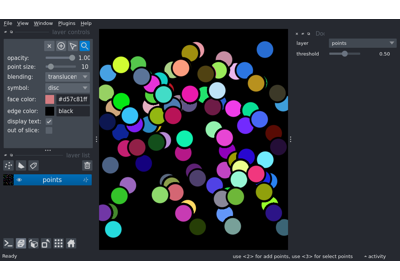 File View Window Plugins Help
layer controls
opacity: 1.00
point size: 10
blending: translucen
symbol: disc
face color: #d57c81ff
edge color: black
display text:
out of slice:
layer list
points
Do
layer points
threshold 0.50
Ready
use <2> for add points, use <3> for select points
activity